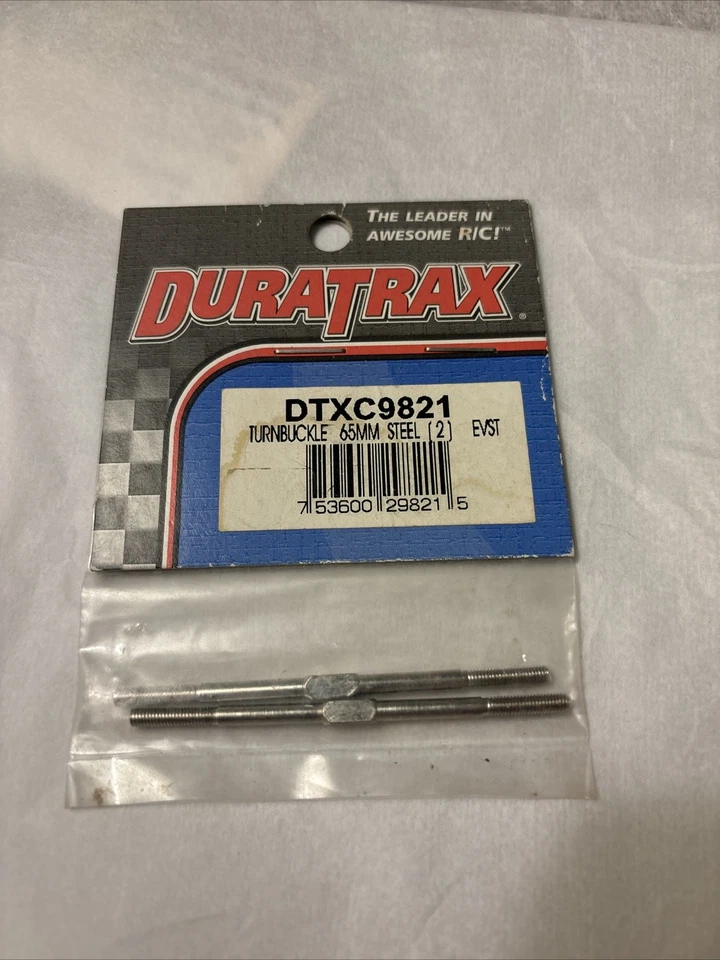 THE LEADER IN
AWESOME R/C!™
DURATRAX®
DTXC9821
TURNBUCKLE 65MM STEEL (2) EVST
7 53600 29821 5